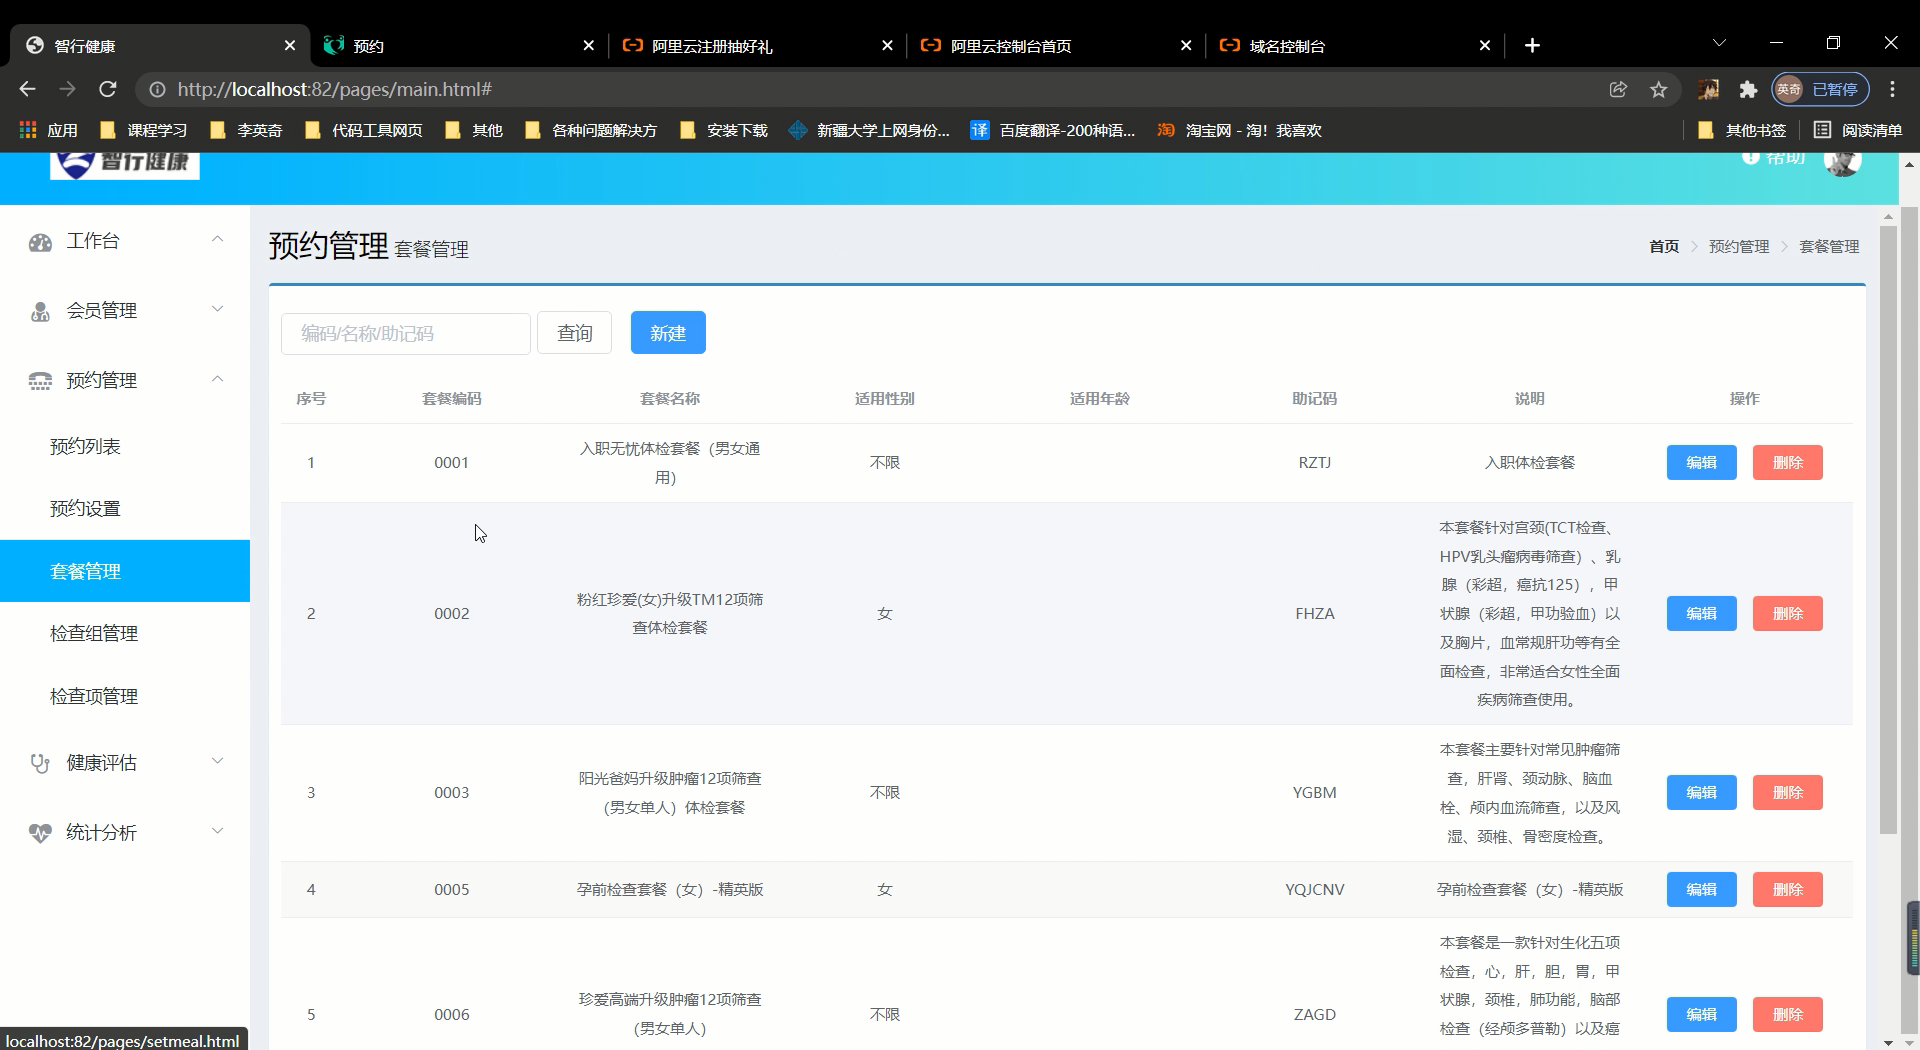 智行健康
预约
阿里云注册抽好礼
阿里云控制台首页
域名控制台
http://localhost:82/pages/main.html#
英奇
已暂停
应用
课程学习
李英奇
代码工具网页
其他
各种问题解决方
安装下载
新疆大学上网身份...
译
百度翻译-200种语...
淘
淘宝网 - 淘！我喜欢
其他书签
阅读清单
智行健康
帮助
工作台
会员管理
预约管理
预约列表
预约设置
套餐管理
检查组管理
检查项管理
健康评估
统计分析
预约管理 套餐管理
首页
预约管理
套餐管理
编码/名称/助记码
查询
新建
序号 套餐编码 套餐名称 适用性别 适用年龄 助记码 说明 操作
1 0001
入职无忧体检套餐（男女通
用）
不限 RZTJ 入职体检套餐 编辑 删除
2 0002
粉红珍爱(女)升级TM12项筛
查体检套餐
女 FHZA
本套餐针对宫颈(TCT检查、
HPV乳头瘤病毒筛查）、乳
腺（彩超，癌抗125），甲
状腺（彩超，甲功验血）以
及胸片，血常规肝功等有全
面检查，非常适合女性全面
疾病筛查使用。
编辑 删除
3 0003
阳光爸妈升级肿瘤12项筛查
（男女单人）体检套餐
不限 YGBM
本套餐主要针对常见肿瘤筛
查，肝肾、颈动脉、脑血
栓、颅内血流筛查，以及风
湿、颈椎、骨密度检查。
编辑 删除
4 0005 孕前检查套餐（女）-精英版 女 YQJCNV 孕前检查套餐（女）-精英版 编辑 删除
5 0006
珍爱高端升级肿瘤12项筛查
（男女单人）
不限 ZAGD
本套餐是一款针对生化五项
检查，心，肝，胆，胃，甲
状腺，颈椎，肺功能，脑部
检查（经颅多普勒）以及癌
编辑 删除
localhost:82/pages/setmeal.html